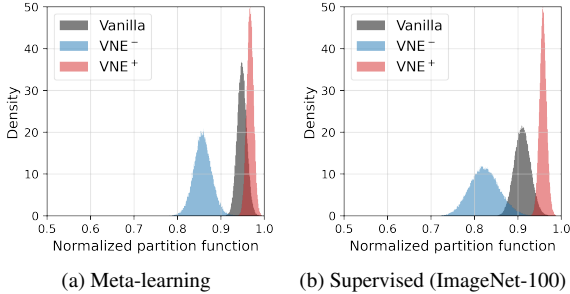 50
40
30
20
10
0
Density
Vanilla
VNE⁻
VNE⁺
0.5 0.6 0.7 0.8 0.9 1.0
Normalized partition function
(a) Meta-learning
50
40
30
20
10
0
Density
Vanilla
VNE⁻
VNE⁺
0.5 0.6 0.7 0.8 0.9 1.0
Normalized partition function
(b) Supervised (ImageNet-100)